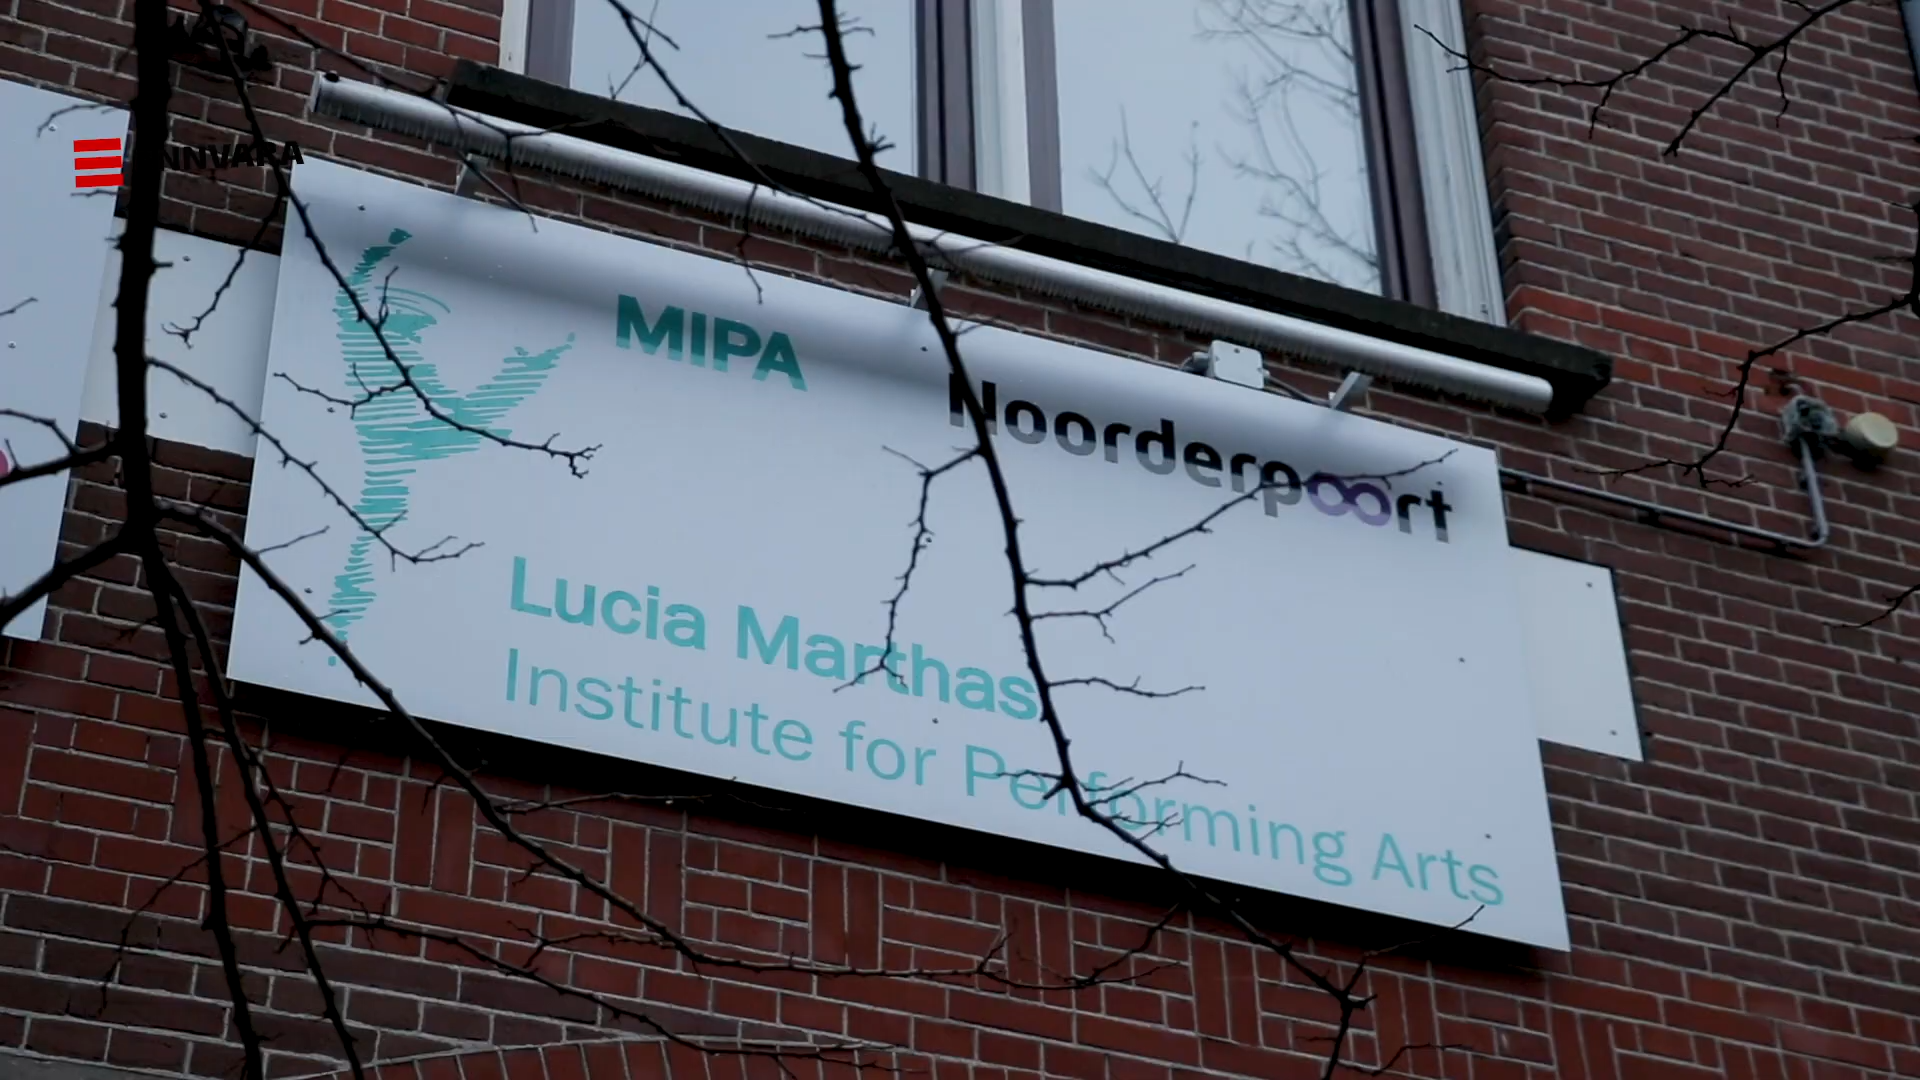 BNNVARA
MIPA
Noorderpoort
Lucia Marthas
Institute for Performing Arts